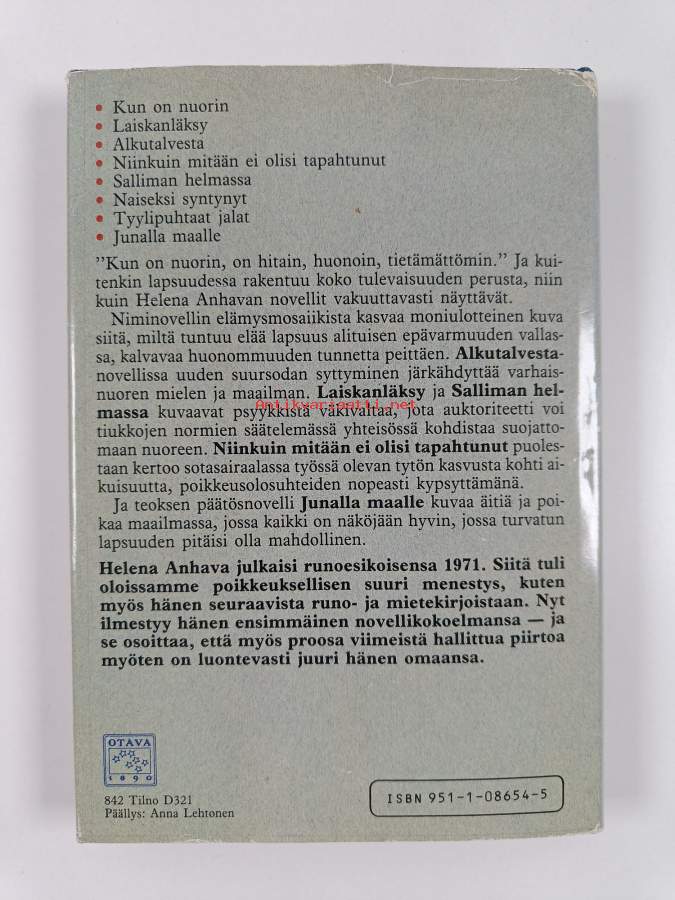 Kun on nuorin
Laiskanläksy
Alkutalvesta
Niinkuin mitään ei olisi tapahtunut
Salliman helmassa
Naiseksi syntynyt
Tyylipuhtaat jalat
Junalla maalle
”Kun on nuorin, on hitain, huonoin, tietämättömin.” Ja kui-
tenkin lapsuudessa rakentuu koko tulevaisuuden perusta, niin
kuin Helena Anhavan novellit vakuuttavasti näyttävät.
Niminovellin elämysmosaiikista kasvaa moniulotteinen kuva
siitä, miltä tuntuu elää lapsuus alituisen epävarmuuden vallas-
sa, kalvavaa huonommuuden tunnetta peittäen. Alkutalvesta-
novellissa uuden suursodan syttyminen järkähdyttää varhais-
nuoren mielen ja maailman. Laiskanläksy ja Salliman hel-
massa kuvaavat psyykkistä väkivaltaa, jota auktoriteetti voi
Antikvariaatti.net
tiukkojen normien säätelemässä yhteisössä kohdistaa suojatto-
maan nuoreen. Niinkuin mitään ei olisi tapahtunut puoles-
taan kertoo sotasairaalassa työssä olevan tytön kasvusta kohti ai-
kuisuutta, poikkeusolosuhteiden nopeasti kypsyttämänä.
Ja teoksen päätösnovelli Junalla maalle kuvaa äitiä ja poi-
kaa maailmassa, jossa kaikki on näköjään hyvin, jossa turvatun
lapsuuden pitäisi olla mahdollinen.
Helena Anhava julkaisi runoesikoisensa 1971. Siitä tuli
oloissamme poikkeuksellisen suuri menestys, kuten
myös hänen seuraavista runo- ja mietekirjoistaan. Nyt
ilmestyy hänen ensimmäinen novellikokoelmansa — ja
se osoittaa, että myös proosa viimeistä hallittua piirtoa
myöten on luontevasti juuri hänen omaansa.
OTAVA
1890
842 Tilno D321
Päällys: Anna Lehtonen
ISBN 951-1-08654-5